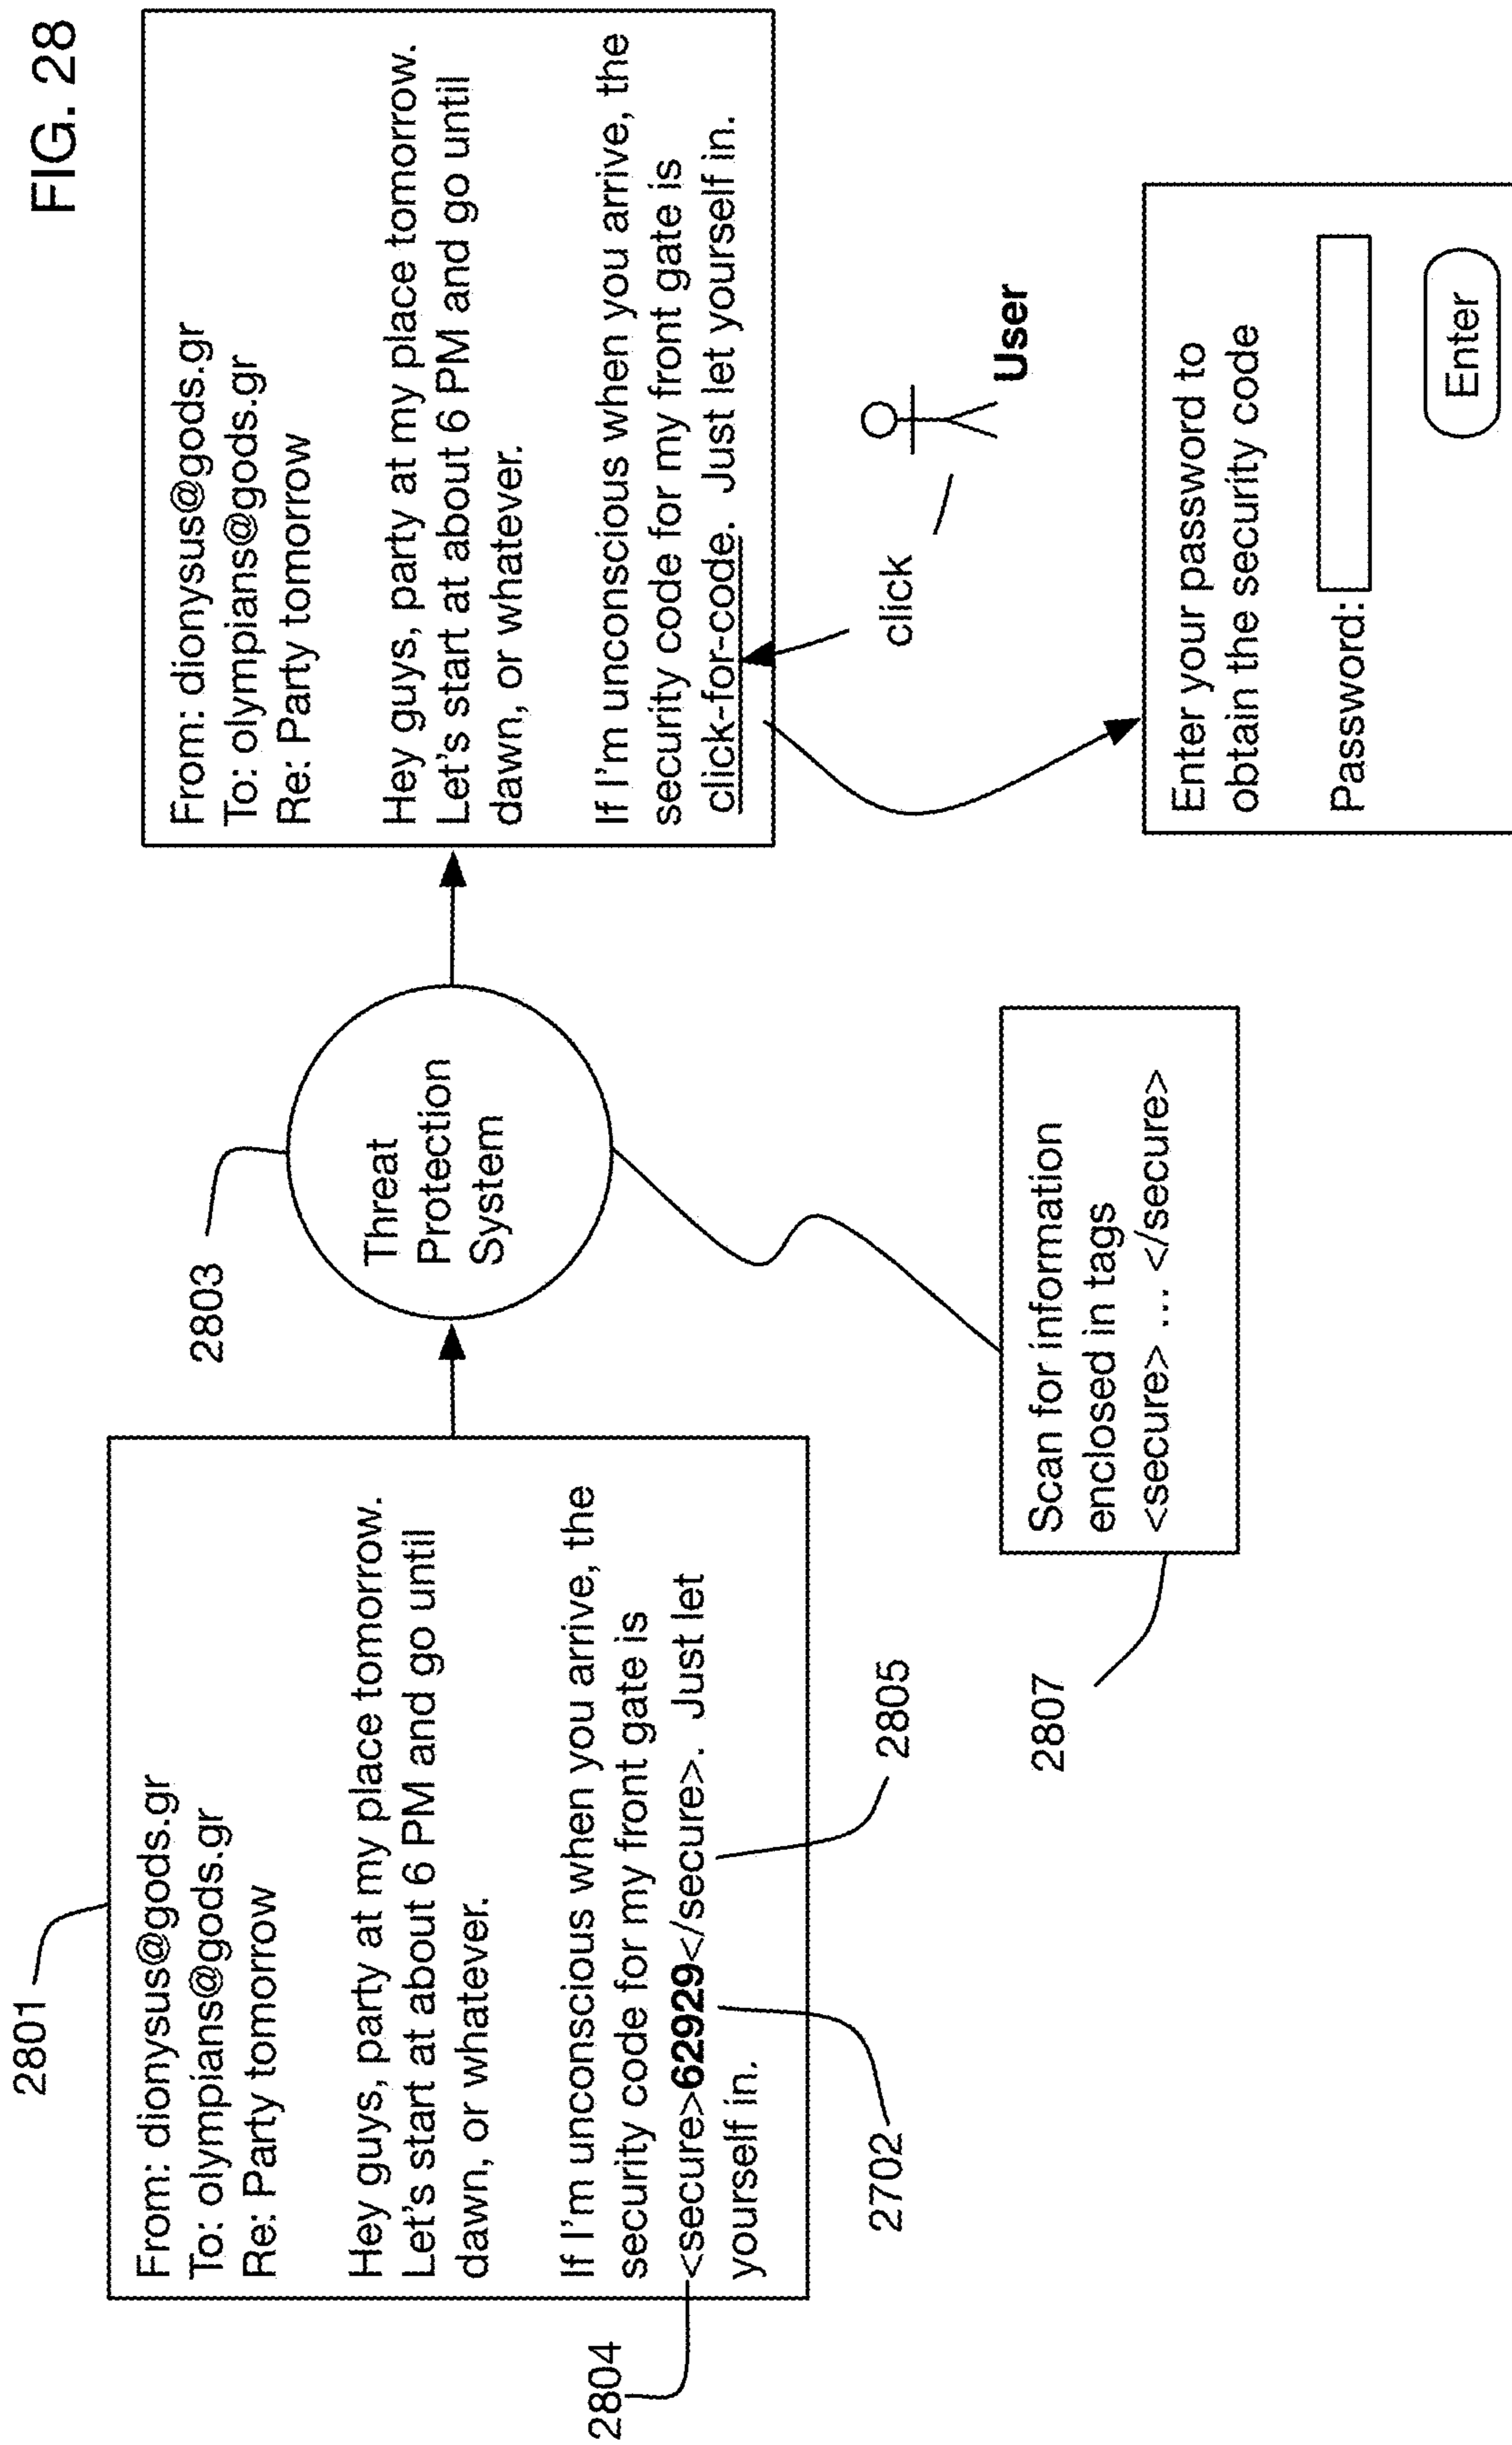 FIG. 28
2801
From: dionysus@gods.gr
To: olympians@gods.gr
Re: Party tomorrow
Hey guys, party at my place tomorrow.
Let's start at about 6 PM and go until
dawn, or whatever.
If I'm unconscious when you arrive, the
security code for my front gate is
<secure>62929</secure>. Just let
yourself in.
2804
2702
2805
2803
Threat
Protection
System
2807
Scan for information
enclosed in tags
<secure> ... </secure>
From: dionysus@gods.gr
To: olympians@gods.gr
Re: Party tomorrow
Hey guys, party at my place tomorrow.
Let's start at about 6 PM and go until
dawn, or whatever.
If I'm unconscious when you arrive, the
security code for my front gate is
click-for-code. Just let yourself in.
click
User
Enter your password to
obtain the security code
Password:
Enter